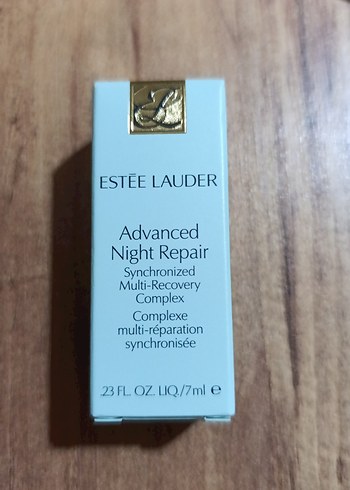 ESTĒE LAUDER
Advanced
Night Repair
Synchronized
Multi-Recovery
Complex
Complexe
multi-réparation
synchronisée
.23 FL. OZ. LIQ./7ml ℮